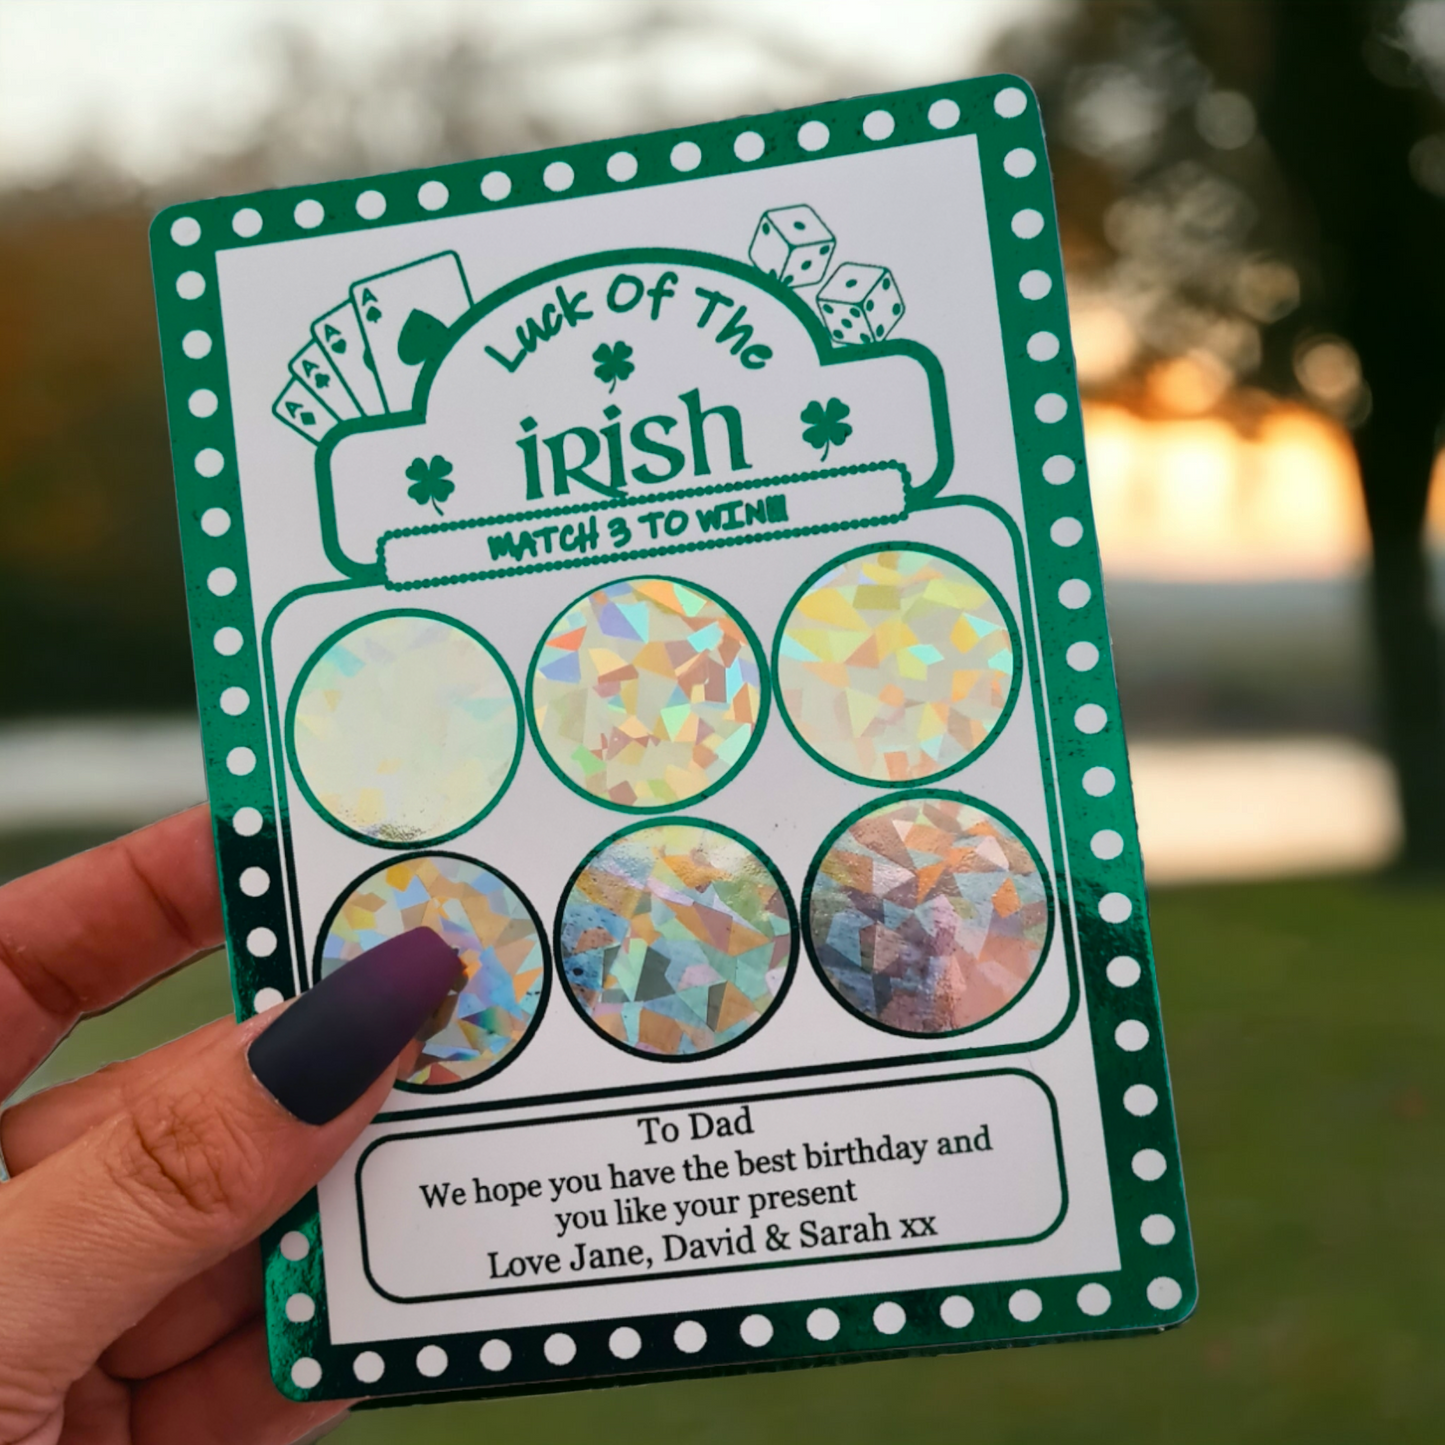 A
A
A
A
Luck Of The
iRish
MATCH 3 TO WIN!!!
To Dad
We hope you have the best birthday and
you like your present
Love Jane, David & Sarah xx